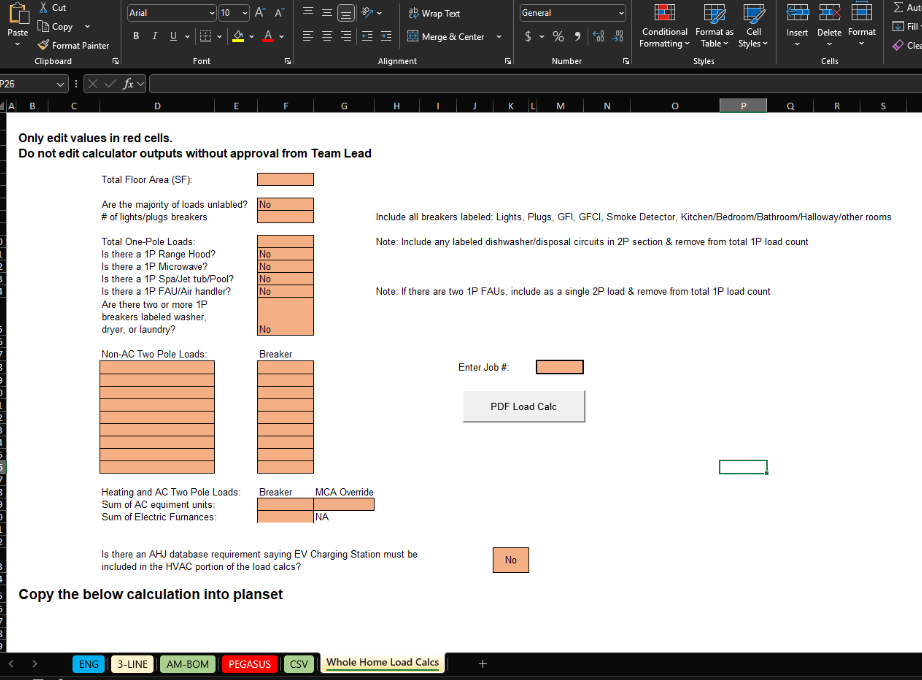 Cut
Arial 10 A A
Wrap Text
General
Σ Aut
Paste
Copy
Conditional Format as Cell
Insert Delete Format
Fill
Format Painter
B I U A
Merge & Center
$ % 9
Formatting Table Styles
Clea
Clipboard Font Alignment Number Styles Cells
P26
fx
A B C D E F G H I J K L M N O P Q R S
Only edit values in red cells.
Do not edit calculator outputs without approval from Team Lead
Total Floor Area (SF):
Are the majority of loads unlabled? No
# of lights/plugs breakers
Include all breakers labeled: Lights, Plugs, GFI, GFCI, Smoke Detector, Kitchen/Bedroom/Bathroom/Halloway/other rooms
Total One-Pole Loads:
Note: Include any labeled dishwasher/disposal circuits in 2P section & remove from total 1P load count
Is there a 1P Range Hood? No
Is there a 1P Microwave? No
Is there a 1P Spa/Jet tub/Pool? No
Is there a 1P FAU/Air handler? No
Note: If there are two 1P FAUs, include as a single 2P load & remove from total 1P load count
Are there two or more 1P
breakers labeled washer,
dryer, or laundry? No
Non-AC Two Pole Loads: Breaker
Enter Job #:
PDF Load Calc
Heating and AC Two Pole Loads: Breaker MCA Override
Sum of AC equiment units:
Sum of Electric Furnances: NA
Is there an AHJ database requirement saying EV Charging Station must be
included in the HVAC portion of the load calcs?
No
Copy the below calculation into planset
ENG 3-LINE AM-BOM PEGASUS CSV Whole Home Load Calcs +